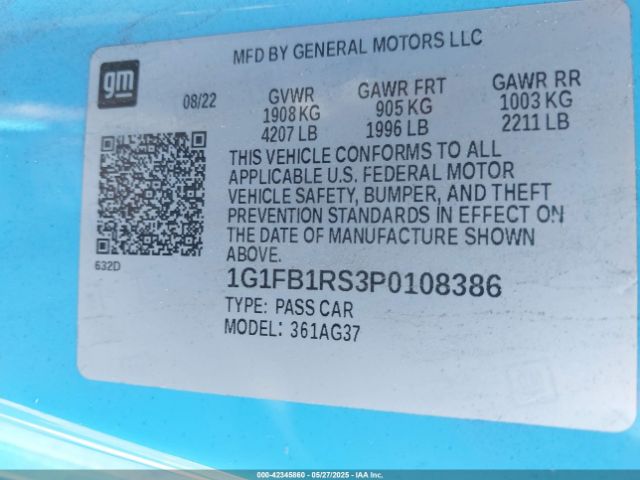 MFD BY GENERAL MOTORS LLC
gm
08/22
GVWR
1908 KG
4207 LB
GAWR FRT
905 KG
1996 LB
GAWR RR
1003 KG
2211 LB
THIS VEHICLE CONFORMS TO ALL
APPLICABLE U.S. FEDERAL MOTOR
VEHICLE SAFETY, BUMPER, AND THEFT
PREVENTION STANDARDS IN EFFECT ON
THE DATE OF MANUFACTURE SHOWN
ABOVE.
632D
1G1FB1RS3P0108386
TYPE: PASS CAR
MODEL: 361AG37
000-42345860 - 05/27/2025 - IAAI